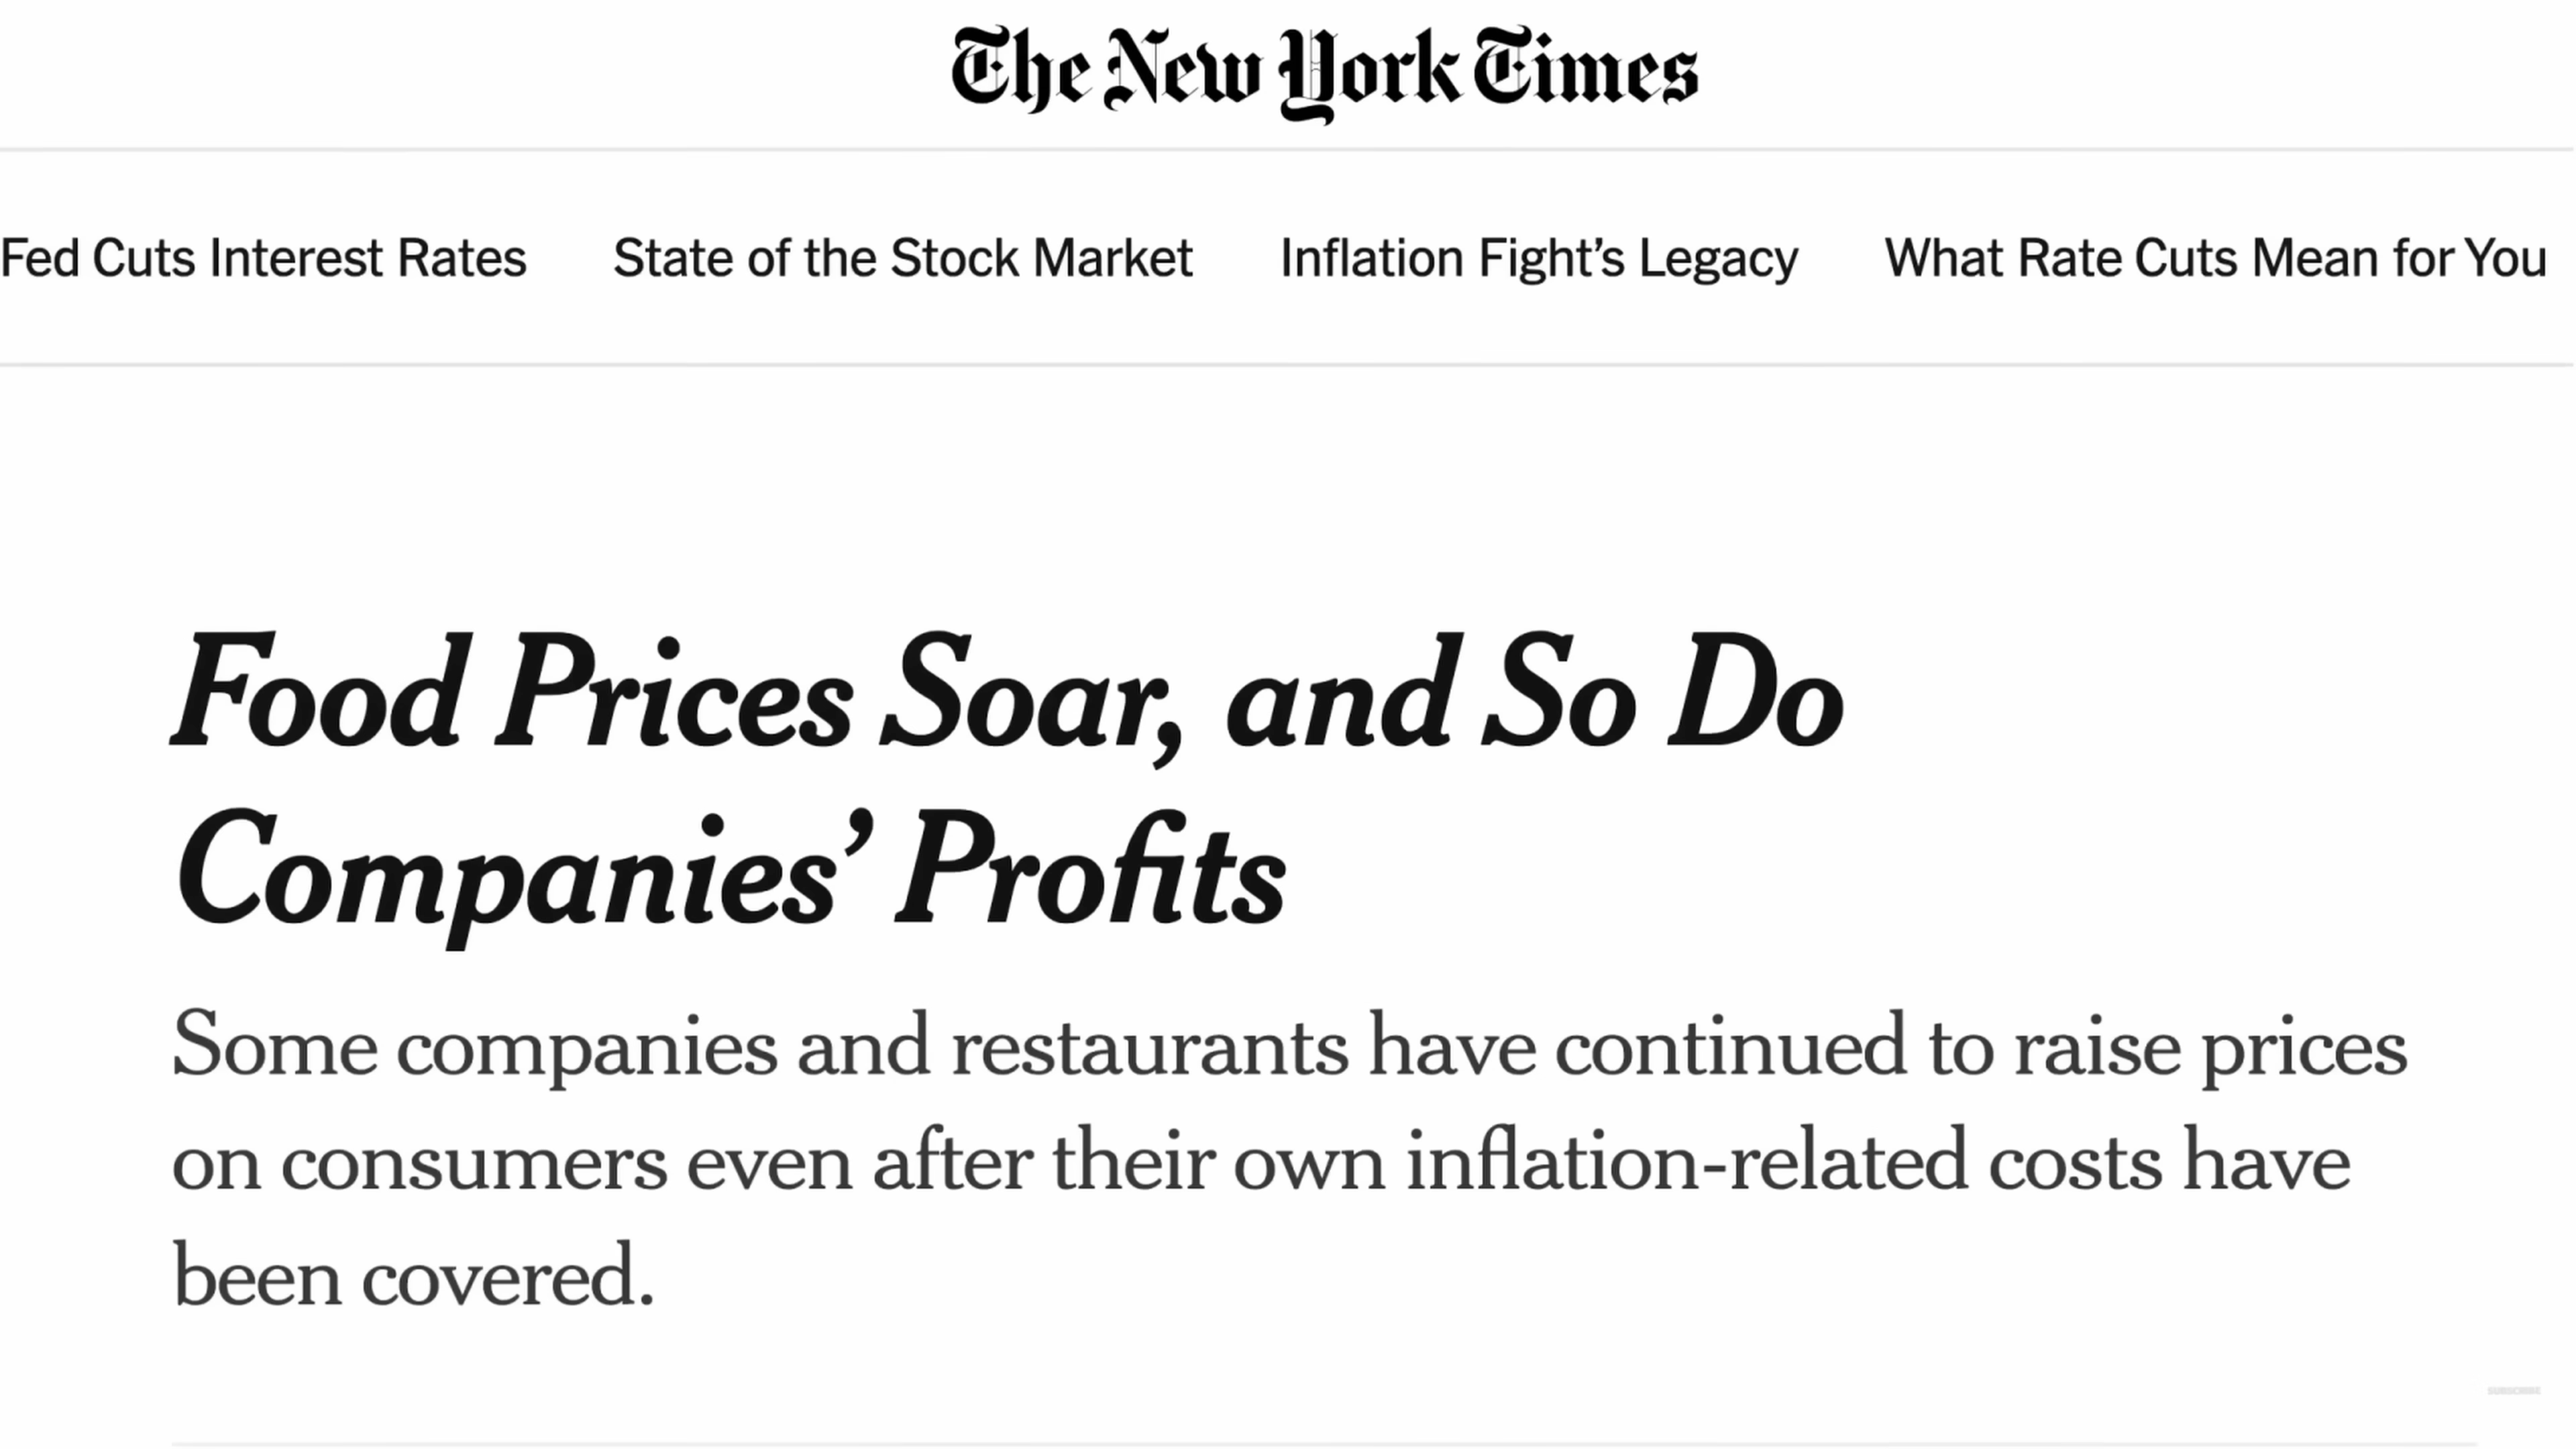 The New York Times
Fed Cuts Interest Rates State of the Stock Market Inflation Fight’s Legacy What Rate Cuts Mean for You
Food Prices Soar, and So Do
Companies’ Profits
Some companies and restaurants have continued to raise prices
on consumers even after their own inflation-related costs have
been covered.